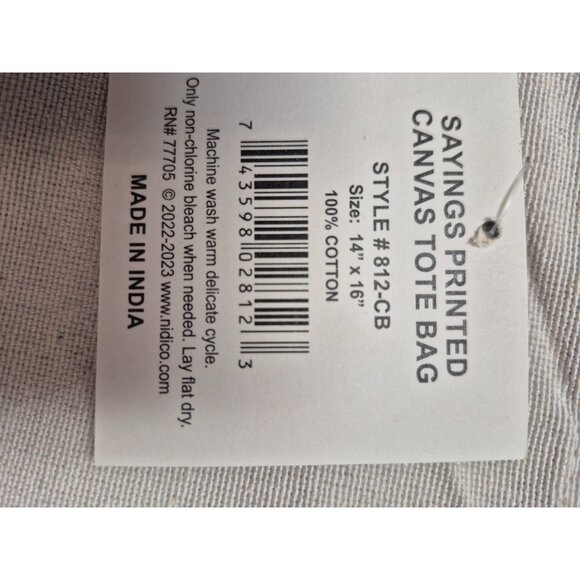 SAYINGS PRINTED
CANVAS TOTE BAG
STYLE # 812-CB
Size: 14" x 16"
100% COTTON
7 43598 02812 3
Machine wash warm delicate cycle.
Only non-chlorine bleach when needed. Lay flat dry.
RN# 77705 © 2022-2023 www.nidico.com
MADE IN INDIA